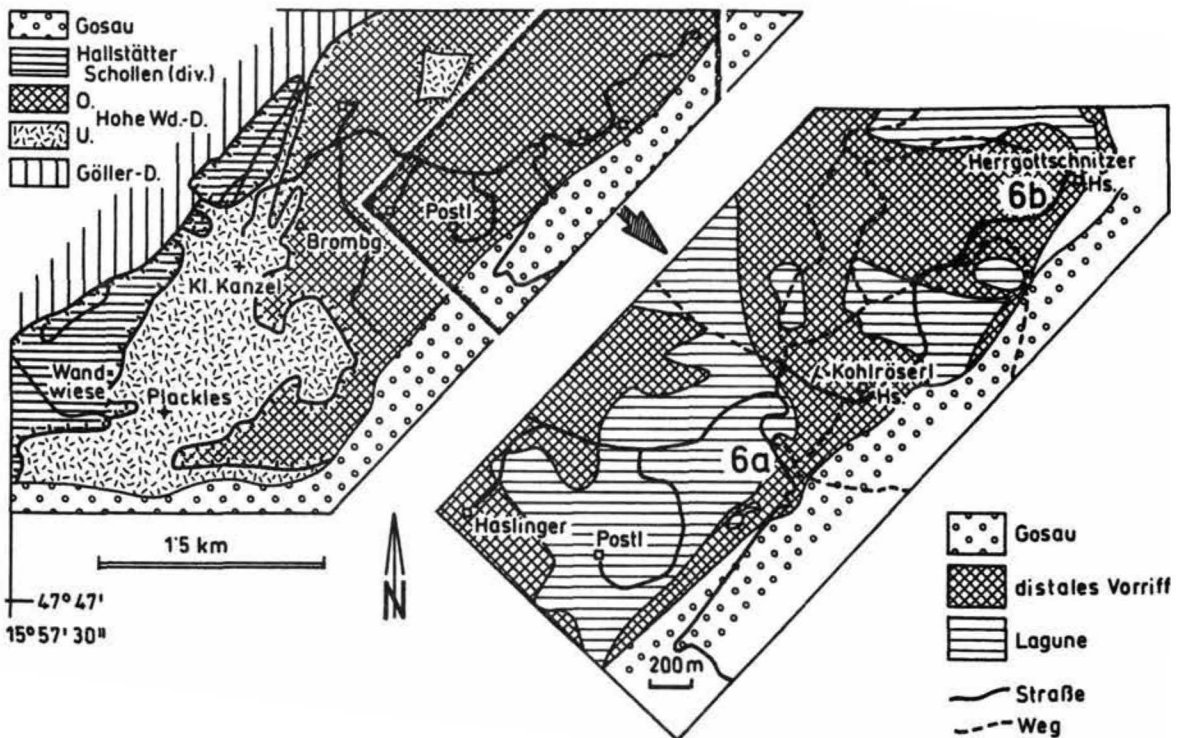 Gosau
Hallstätter
Schollen (div.)
O.
Hohe Wd.-D.
U.
Göller-D.
Postl
Brombg.
Kl. Kanzel
Wand-
wiese
Plackles
1·5 km
47° 47'
15° 57' 30"
N
Herrgottschnitzer
Hs.
6b
Kohlröserl
Hs.
6a
Haslinger
Postl
200 m
Gosau
distales Vorriff
Lagune
Straße
Weg